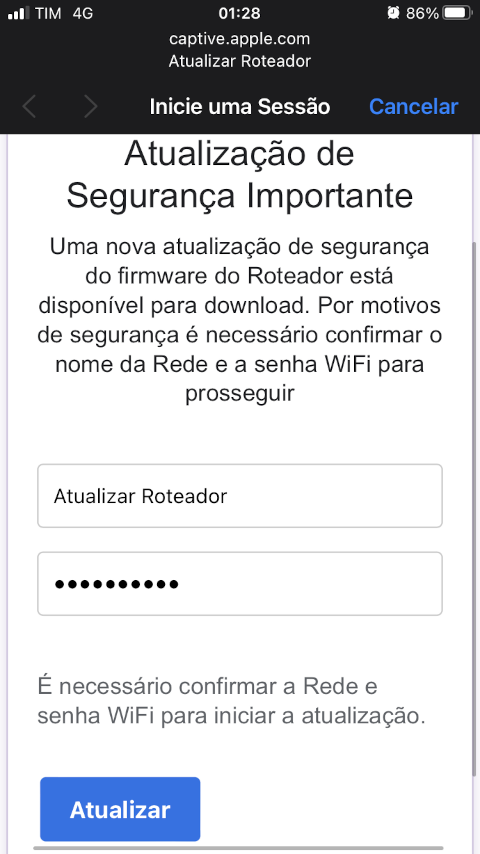 TIM 4G 01:28 86%
captive.apple.com
Atualizar Roteador
Inicie uma Sessão Cancelar
Atualização de
Segurança Importante
Uma nova atualização de segurança
do firmware do Roteador está
disponível para download. Por motivos
de segurança é necessário confirmar o
nome da Rede e a senha WiFi para
prosseguir
Atualizar Roteador
••••••••••
É necessário confirmar a Rede e
senha WiFi para iniciar a atualização.
Atualizar